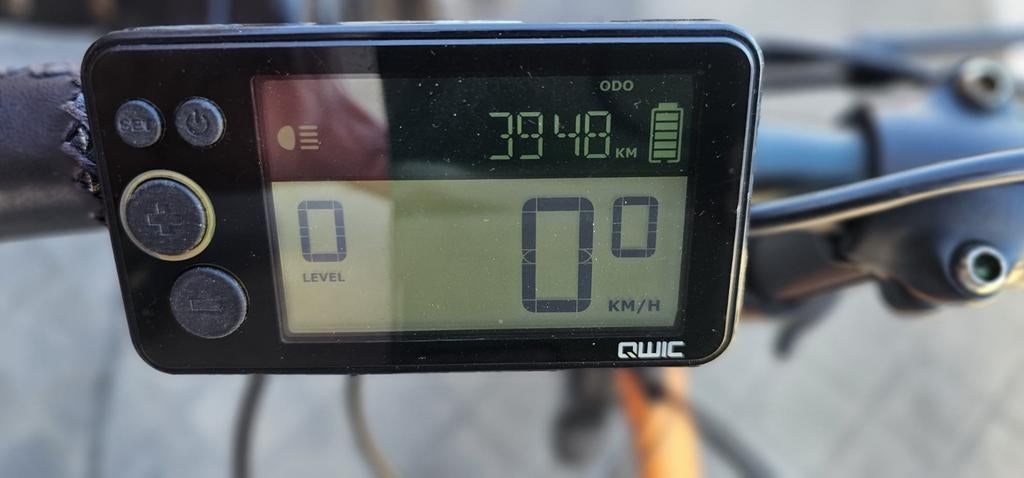 ODO
SET
3948 KM
0 00
LEVEL
KM/H
QWIC